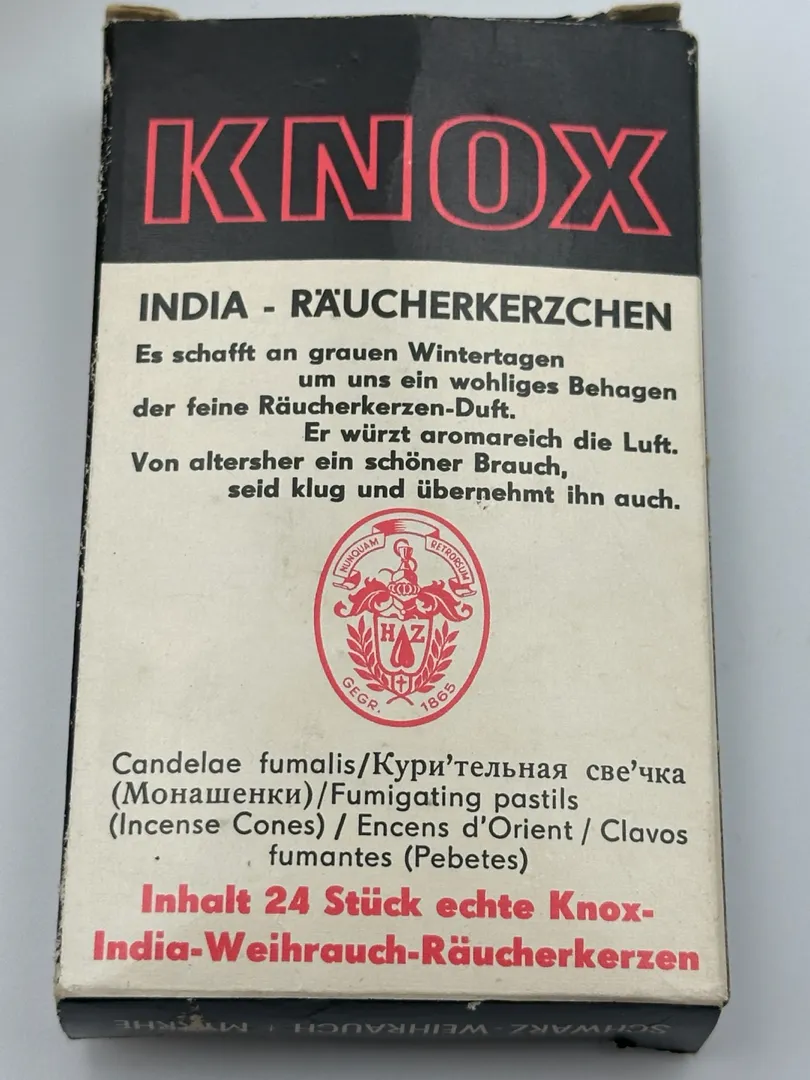 KNOX
INDIA - RÄUCHERKERZCHEN
Es schafft an grauen Wintertagen
um uns ein wohliges Behagen
der feine Räucherkerzen-Duft.
Er würzt aromareich die Luft.
Von altersher ein schöner Brauch,
seid klug und übernehmt ihn auch.
NUNQUAM RETRORSUM
H Z
GEGR. 1865
Candelae fumalis/Кури'тельная све'чка
(Монашенки)/Fumigating pastils
(Incense Cones) / Encens d'Orient / Clavos
fumantes (Pebetes)
Inhalt 24 Stück echte Knox-
India-Weihrauch-Räucherkerzen
SCHWARZ - WEIHRAUCH + MYRRHE